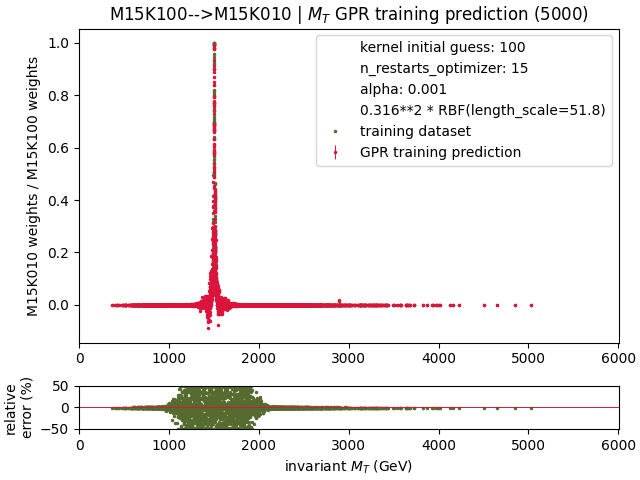 M15K100-->M15K010 | M_T GPR training prediction (5000)
M15K010 weights / M15K100 weights
1.0
0.8
0.6
0.4
0.2
0.0
kernel initial guess: 100
n_restarts_optimizer: 15
alpha: 0.001
0.316**2 * RBF(length_scale=51.8)
training dataset
GPR training prediction
0 1000 2000 3000 4000 5000 6000
relative
error (%)
50
0
−50
0 1000 2000 3000 4000 5000 6000
invariant M_T (GeV)